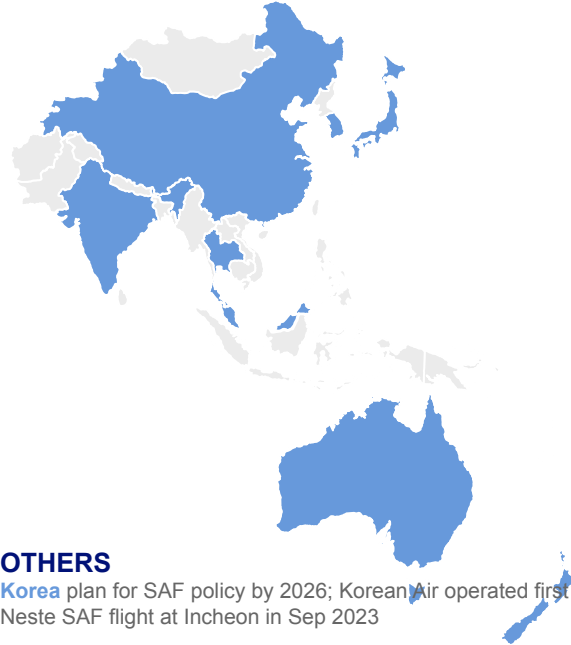 OTHERS
Korea plan for SAF policy by 2026; Korean Air operated first
Neste SAF flight at Incheon in Sep 2023